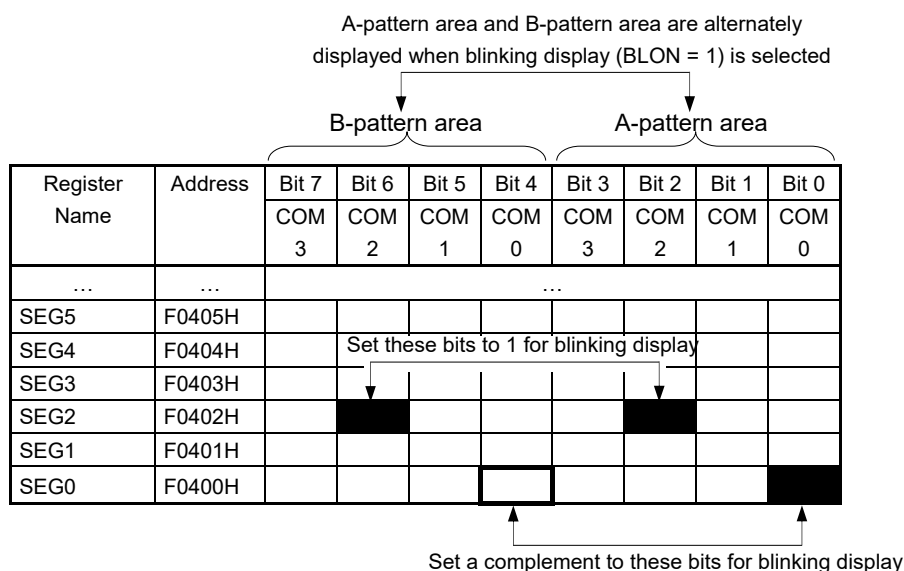 A-pattern area and B-pattern area are alternately
displayed when blinking display (BLON = 1) is selected
B-pattern area A-pattern area
Register Address Bit 7 Bit 6 Bit 5 Bit 4 Bit 3 Bit 2 Bit 1 Bit 0
Name COM COM COM COM COM COM COM COM
3 2 1 0 3 2 1 0
… … …
SEG5 F0405H
SEG4 F0404H Set these bits to 1 for blinking display
SEG3 F0403H
SEG2 F0402H
SEG1 F0401H
SEG0 F0400H
Set a complement to these bits for blinking display